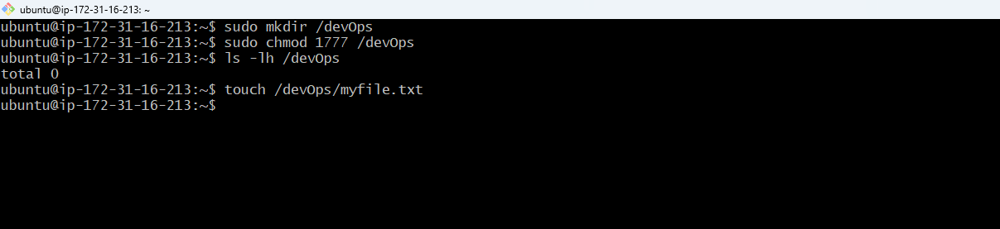 ubuntu@ip-172-31-16-213: ~
ubuntu@ip-172-31-16-213:~$ sudo mkdir /devOps
ubuntu@ip-172-31-16-213:~$ sudo chmod 1777 /devOps
ubuntu@ip-172-31-16-213:~$ ls -lh /devOps
total 0
ubuntu@ip-172-31-16-213:~$ touch /devOps/myfile.txt
ubuntu@ip-172-31-16-213:~$